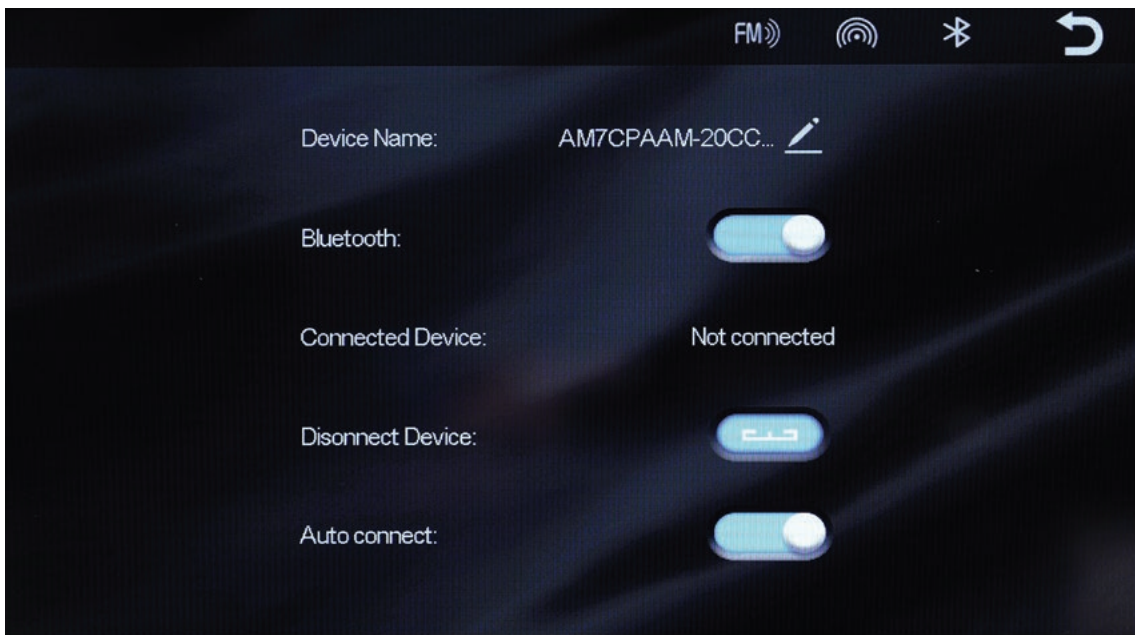 FM
Device Name: AM7CPAAM-20CC...
Bluetooth:
Connected Device: Not connected
Disonnect Device:
Auto connect: